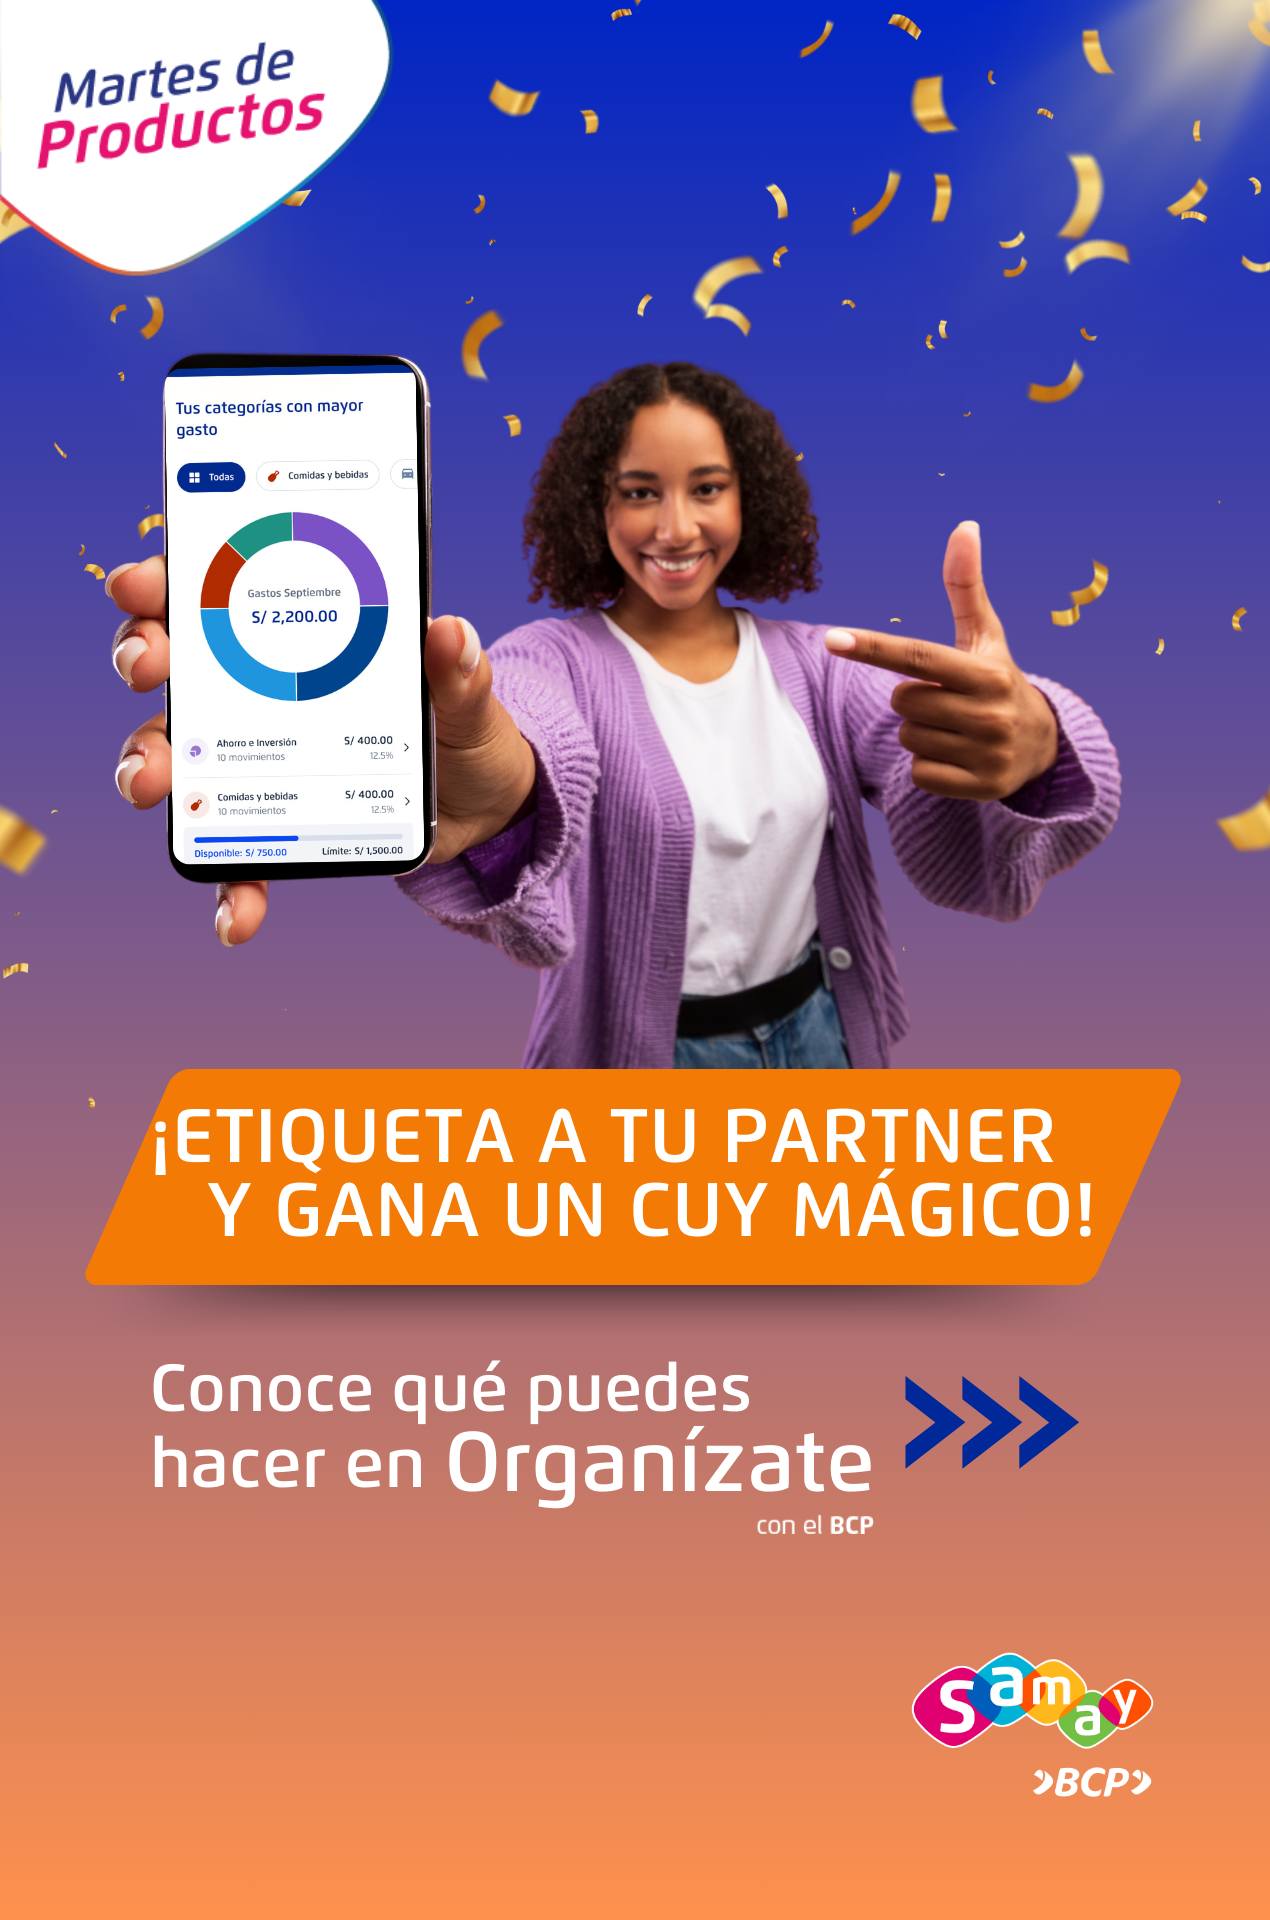 Martes de
Productos
Tus categorías con mayor
gasto
Todas
Comidas y bebidas
Gastos Septiembre
S/ 2,200.00
Ahorro e Inversión S/ 400.00
10 movimientos 12.5%
Comidas y bebidas S/ 400.00
10 movimientos 12.5%
Disponible: S/ 750.00 Límite: S/ 1,500.00
¡ETIQUETA A TU PARTNER
Y GANA UN CUY MÁGICO!
Conoce qué puedes
hacer en Organízate
con el BCP
Samay
BCP